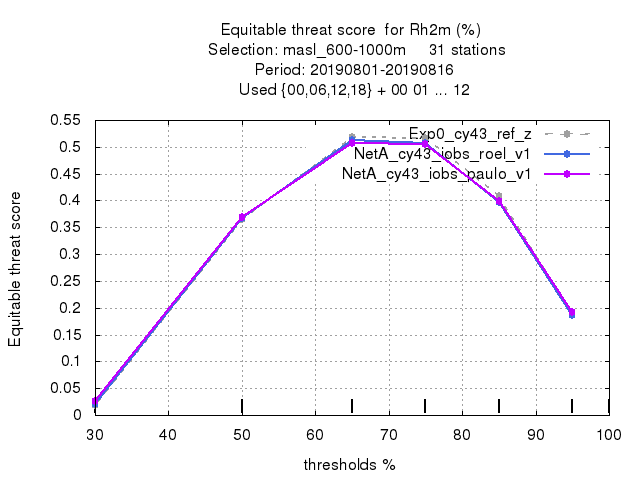 Equitable threat score  for Rh2m (%)
Selection: masl_600-1000m     31 stations
Period: 20190801-20190816
Used {00,06,12,18} + 00 01 ... 12
Exp0_cy43_ref_z
NetA_cy43_iobs_roel_v1
NetA_cy43_iobs_paulo_v1
Equitable threat score
0.55
0.5
0.45
0.4
0.35
0.3
0.25
0.2
0.15
0.1
0.05
0
30 40 50 60 70 80 90 100
thresholds %